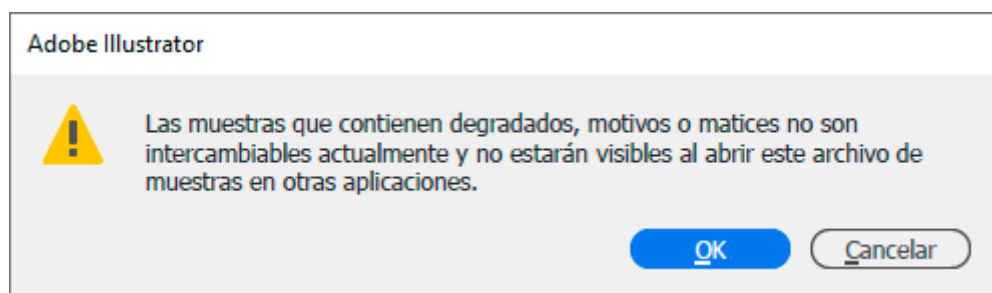 Adobe Illustrator
Las muestras que contienen degradados, motivos o matices no son
intercambiables actualmente y no estarán visibles al abrir este archivo de
muestras en otras aplicaciones.
OK
Cancelar